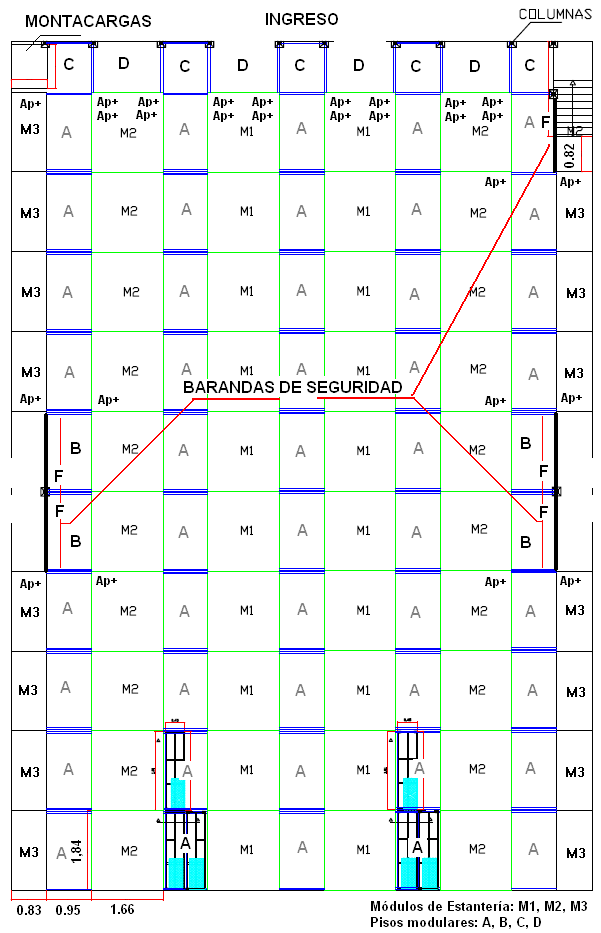 MONTACARGAS INGRESO COLUMNAS
C D C D C D C
Ap+ Ap+ Ap+ Ap+ Ap+ Ap+ Ap+ Ap+ Ap+
Ap+ Ap+ Ap+ Ap+ Ap+ Ap+ Ap+ Ap+
M3 A M2 A M1 A M1 A M2 A F M2
0.82
Ap+ Ap+
M3 A M2 A M1 A M1 A M2 A M3
M3 A M2 A M1 A M1 A M2 A M3
M3 A M2 A M1 A M1 A M2 A M3
BARANDAS DE SEGURIDAD
Ap+ Ap+ Ap+ Ap+
B M2 A M1 A M1 A M2 B
F F
F F
M2 A M1 A M1 A M2
B B
Ap+ Ap+ Ap+ Ap+
M3 A M2 A M1 A M1 A M2 A M3
M3 A M2 A M1 A M1 A M2 A M3
M3 A M2 A M1 A M1 A M2 A M3
M3 A 1,84 M2 A M1 A M1 A M2 A M3
0.83 0.95 1.66
Módulos de Estantería: M1, M2, M3
Pisos modulares: A, B, C, D